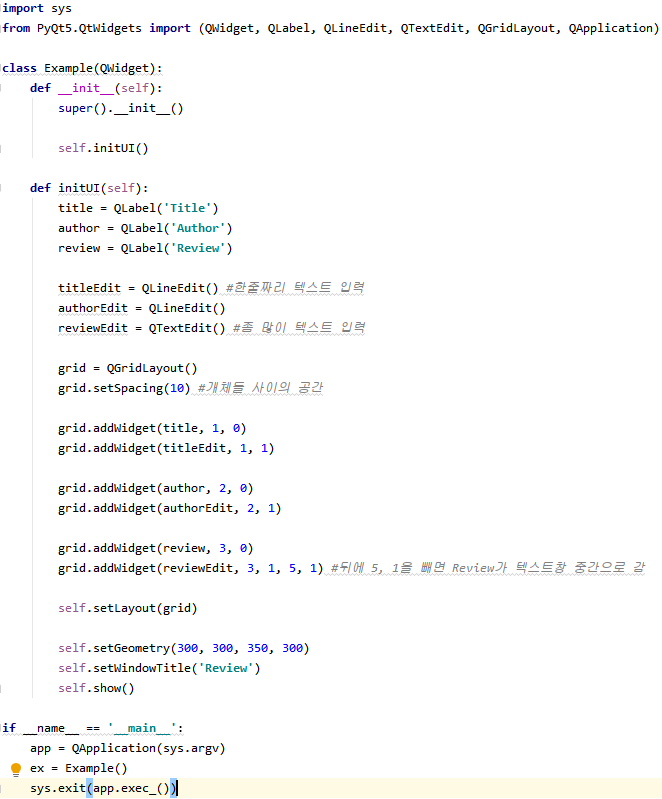 import sys
from PyQt5.QtWidgets import (QWidget, QLabel, QLineEdit, QTextEdit, QGridLayout, QApplication)
class Example(QWidget):
    def __init__(self):
        super().__init__()
        self.initUI()
    def initUI(self):
        title = QLabel('Title')
        author = QLabel('Author')
        review = QLabel('Review')
        titleEdit = QLineEdit() #한줄짜리 텍스트 입력
        authorEdit = QLineEdit()
        reviewEdit = QTextEdit() #좀 많이 텍스트 입력
        grid = QGridLayout()
        grid.setSpacing(10) #개체들 사이의 공간
        grid.addWidget(title, 1, 0)
        grid.addWidget(titleEdit, 1, 1)
        grid.addWidget(author, 2, 0)
        grid.addWidget(authorEdit, 2, 1)
        grid.addWidget(review, 3, 0)
        grid.addWidget(reviewEdit, 3, 1, 5, 1) #뒤에 5, 1을 빼면 Review가 텍스트창 중간으로 감
        self.setLayout(grid)
        self.setGeometry(300, 300, 350, 300)
        self.setWindowTitle('Review')
        self.show()
if __name__ == '__main__':
    app = QApplication(sys.argv)
    ex = Example()
    sys.exit(app.exec_())